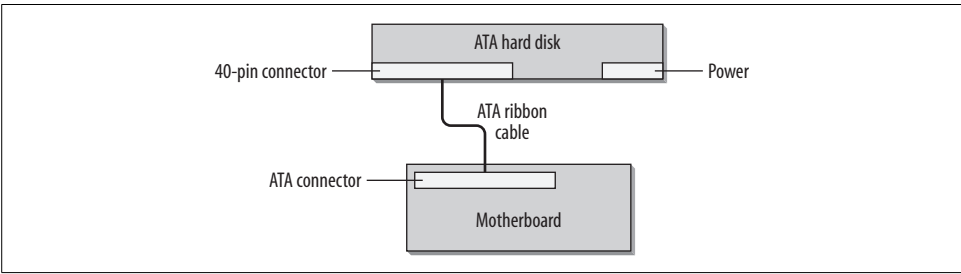 ATA hard disk
40-pin connector
Power
ATA ribbon
cable
ATA connector
Motherboard